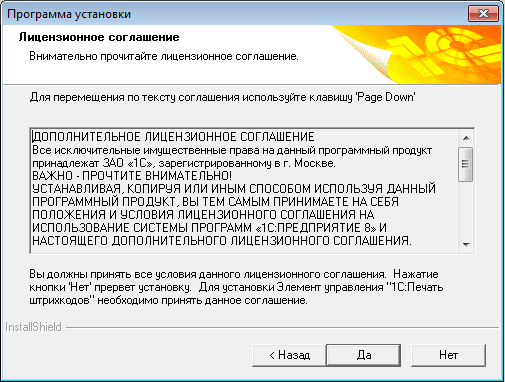 Программа установки
Лицензионное соглашение
Внимательно прочитайте лицензионное соглашение.
Для перемещения по тексту соглашения используйте клавишу 'Page Down'
ДОПОЛНИТЕЛЬНОЕ ЛИЦЕНЗИОННОЕ СОГЛАШЕНИЕ
Все исключительные имущественные права на данный программный продукт
принадлежат ЗАО «1С», зарегистрированному в г. Москве.
ВАЖНО - ПРОЧТИТЕ ВНИМАТЕЛЬНО!
УСТАНАВЛИВАЯ, КОПИРУЯ ИЛИ ИНЫМ СПОСОБОМ ИСПОЛЬЗУЯ ДАННЫЙ
ПРОГРАММНЫЙ ПРОДУКТ, ВЫ ТЕМ САМЫМ ПРИНИМАЕТЕ НА СЕБЯ
ПОЛОЖЕНИЯ И УСЛОВИЯ ЛИЦЕНЗИОННОГО СОГЛАШЕНИЯ НА
ИСПОЛЬЗОВАНИЕ СИСТЕМЫ ПРОГРАММ «1С:ПРЕДПРИЯТИЕ 8» И
НАСТОЯЩЕГО ДОПОЛНИТЕЛЬНОГО ЛИЦЕНЗИОННОГО СОГЛАШЕНИЯ.
Вы должны принять все условия данного лицензионного соглашения. Нажатие
кнопки 'Нет' прервет установку. Для установки Элемент управления "1С:Печать
штрихкодов" необходимо принять данное соглашение.
InstallShield
< Назад
Да
Нет